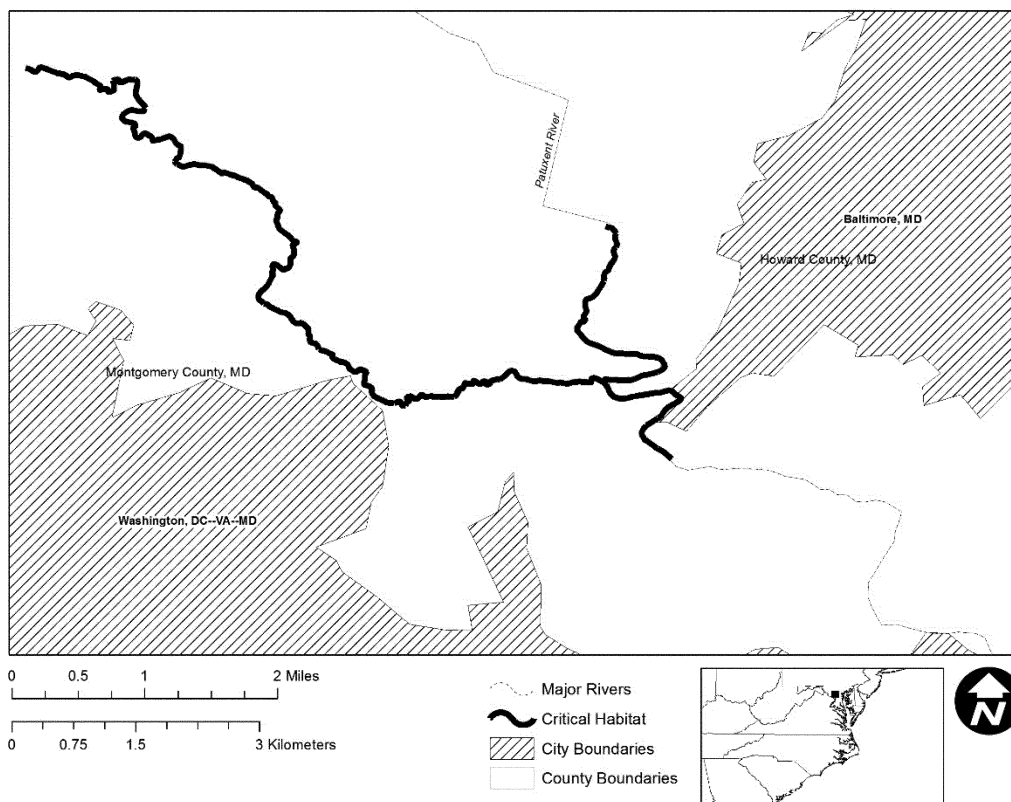 Patuxent River
Baltimore, MD
Howard County, MD
Montgomery County, MD
Washington, DC--VA--MD
0 0.5 1 2 Miles
0 0.75 1.5 3 Kilometers
Major Rivers
Critical Habitat
City Boundaries
County Boundaries
N